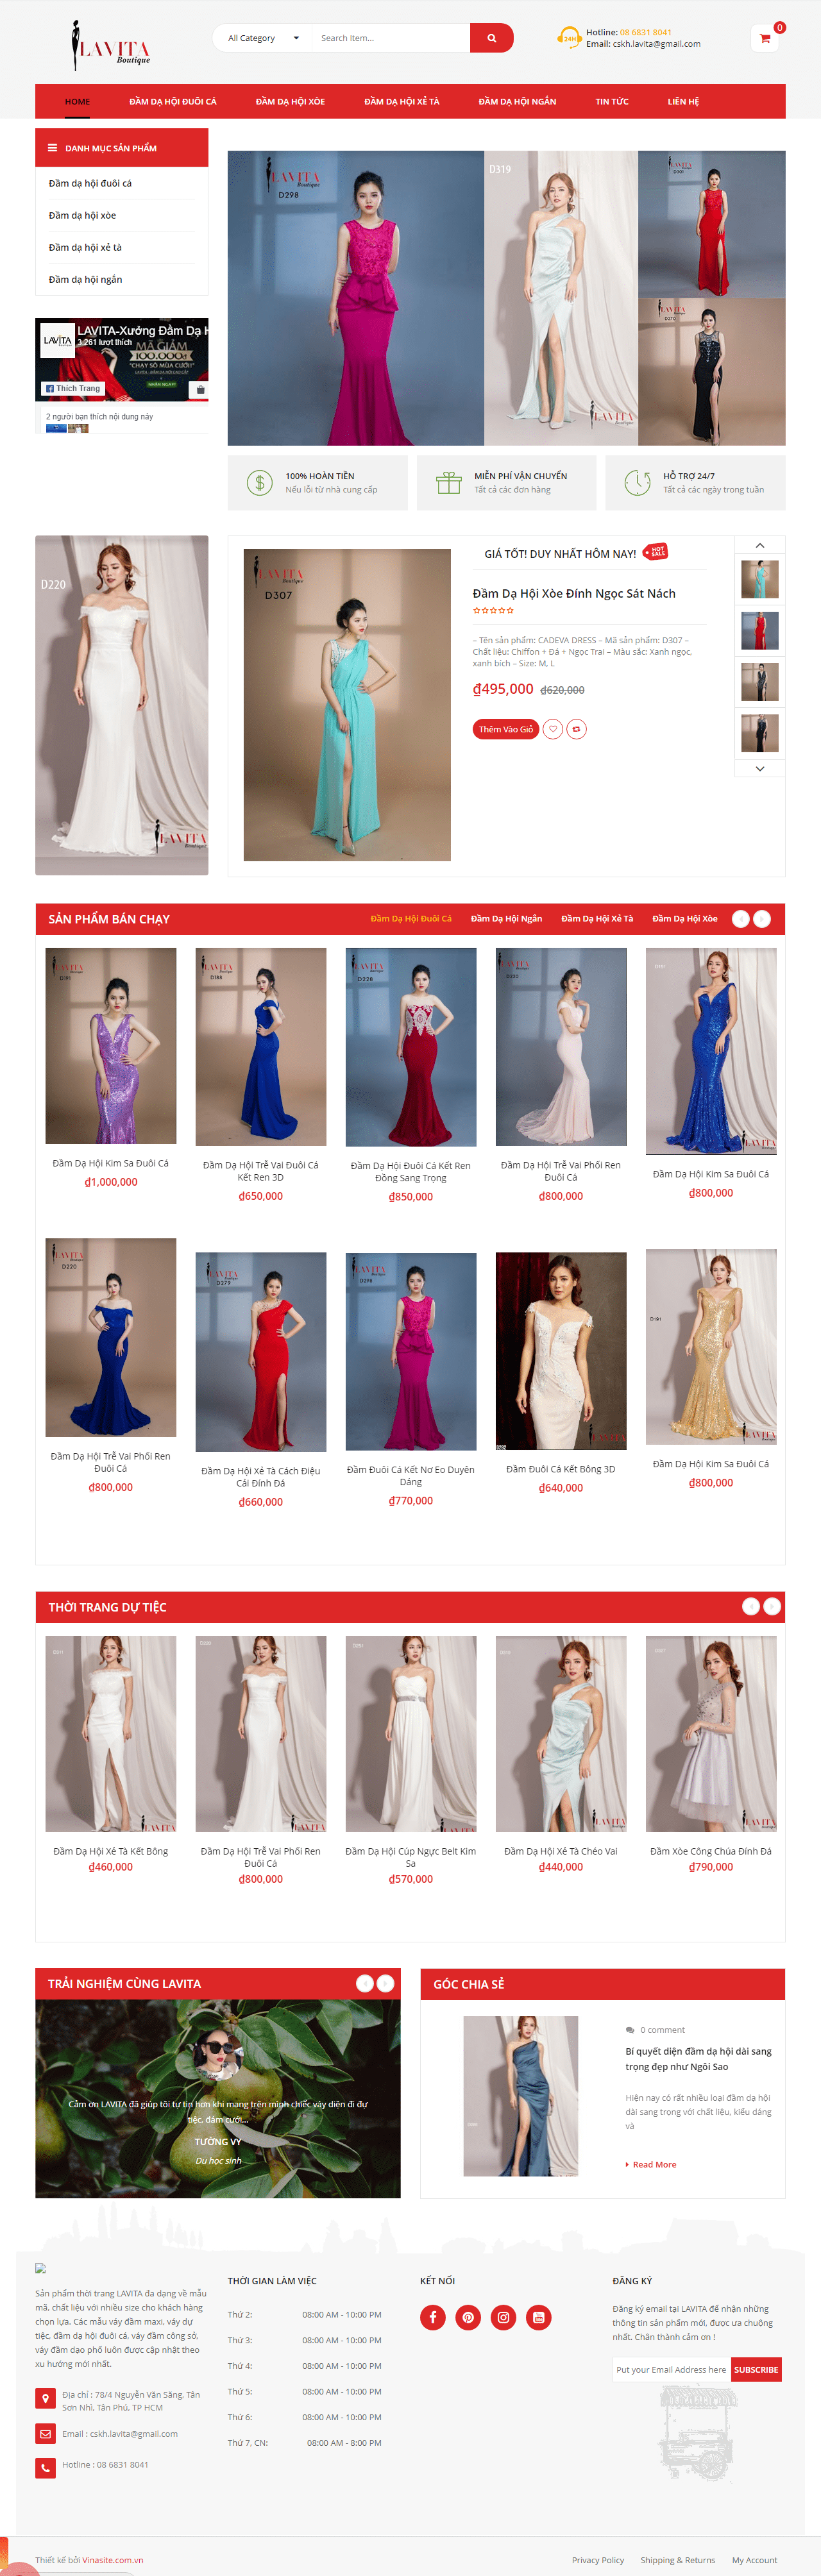 LAVITA
Boutique
All Category
Search Item...
Hotline: 08 6831 8041
Email: cskh.lavita@gmail.com
0
HOME
ĐẦM DẠ HỘI ĐUÔI CÁ
ĐẦM DẠ HỘI XÒE
ĐẦM DẠ HỘI XẺ TÀ
ĐẦM DẠ HỘI NGẮN
TIN TỨC
LIÊN HỆ
DANH MỤC SẢN PHẨM
Đầm dạ hội đuôi cá
Đầm dạ hội xòe
Đầm dạ hội xẻ tà
Đầm dạ hội ngắn
LAVITA-Xưởng Đầm Dạ H
3.261 lượt thích
LAVITA
MÃ GIẢM
100.000
"CHẠY SÔ MÙA CƯỚI"
Thích Trang
2 người bạn thích nội dung này
LAVITA
Boutique
D298
D319
LAVITA
LAVITA
D301
LAVITA
D270
100% HOÀN TIỀN
Nếu lỗi từ nhà cung cấp
MIỄN PHÍ VẬN CHUYỂN
Tất cả các đơn hàng
HỖ TRỢ 24/7
Tất cả các ngày trong tuần
D220
LAVITA
Boutique
LAVITA
Boutique
D307
GIÁ TỐT! DUY NHẤT HÔM NAY!
HOT SALE
Đầm Dạ Hội Xòe Đính Ngọc Sát Nách
– Tên sản phẩm: CADEVA DRESS – Mã sản phẩm: D307 –
Chất liệu: Chiffon + Đá + Ngọc Trai – Màu sắc: Xanh ngọc,
xanh bích – Size: M, L
₫495,000 ₫620,000
Thêm Vào Giỏ
SẢN PHẨM BÁN CHẠY
Đầm Dạ Hội Đuôi Cá
Đầm Dạ Hội Ngắn
Đầm Dạ Hội Xẻ Tà
Đầm Dạ Hội Xòe
Đầm Dạ Hội Kim Sa Đuôi Cá
₫1,000,000
Đầm Dạ Hội Trễ Vai Đuôi Cá
Kết Ren 3D
₫650,000
D228
Đầm Dạ Hội Đuôi Cá Kết Ren
Đồng Sang Trọng
₫850,000
Đầm Dạ Hội Trễ Vai Phối Ren
Đuôi Cá
₫800,000
Đầm Dạ Hội Kim Sa Đuôi Cá
₫800,000
D220
Đầm Dạ Hội Trễ Vai Phối Ren
Đuôi Cá
₫800,000
D279
Đầm Dạ Hội Xẻ Tà Cách Điệu
Cài Đính Đá
₫660,000
Đầm Đuôi Cá Kết Nơ Eo Duyên
Dáng
₫770,000
Đầm Đuôi Cá Kết Bông 3D
₫640,000
Đầm Dạ Hội Kim Sa Đuôi Cá
₫800,000
THỜI TRANG DỰ TIỆC
Đầm Dạ Hội Xẻ Tà Kết Bông
₫460,000
Đầm Dạ Hội Trễ Vai Phối Ren
Đuôi Cá
₫800,000
Đầm Dạ Hội Cúp Ngực Belt Kim
Sa
₫570,000
Đầm Dạ Hội Xẻ Tà Chéo Vai
₫440,000
Đầm Xòe Công Chúa Đính Đá
₫790,000
TRẢI NGHIỆM CÙNG LAVITA
Cảm ơn LAVITA đã giúp tôi tự tin hơn khi mang trên mình chiếc váy diện đi dự
tiệc, đám cưới...
TƯỜNG VY
Du học sinh
GÓC CHIA SẺ
0 comment
Bí quyết diện đầm dạ hội dài sang
trọng đẹp như Ngôi Sao
Hiện nay có rất nhiều loại đầm dạ hội
dài sang trọng với chất liệu, kiểu dáng
và
Read More
Sản phẩm thời trang LAVITA đa dạng về mẫu
mã, chất liệu với nhiều size cho khách hàng
chọn lựa. Các mẫu váy đầm maxi, váy dự
tiệc, đầm dạ hội đuôi cá, váy đầm công sở,
váy đầm dạo phố luôn được cập nhật theo
xu hướng mới nhất.
Địa chỉ : 78/4 Nguyễn Văn Săng, Tân
Sơn Nhì, Tân Phú, TP HCM
Email : cskh.lavita@gmail.com
Hotline : 08 6831 8041
THỜI GIAN LÀM VIỆC
Thứ 2: 08:00 AM - 10:00 PM
Thứ 3: 08:00 AM - 10:00 PM
Thứ 4: 08:00 AM - 10:00 PM
Thứ 5: 08:00 AM - 10:00 PM
Thứ 6: 08:00 AM - 10:00 PM
Thứ 7, CN: 08:00 AM - 8:00 PM
KẾT NỐI
ĐĂNG KÝ
Đăng ký email tại LAVITA để nhận những
thông tin sản phẩm mới, được ưa chuộng
nhất. Chân thành cảm ơn !
Put your Email Address here
SUBSCRIBE
Thiết kế bởi Vinasite.com.vn
Privacy Policy
Shipping & Returns
My Account